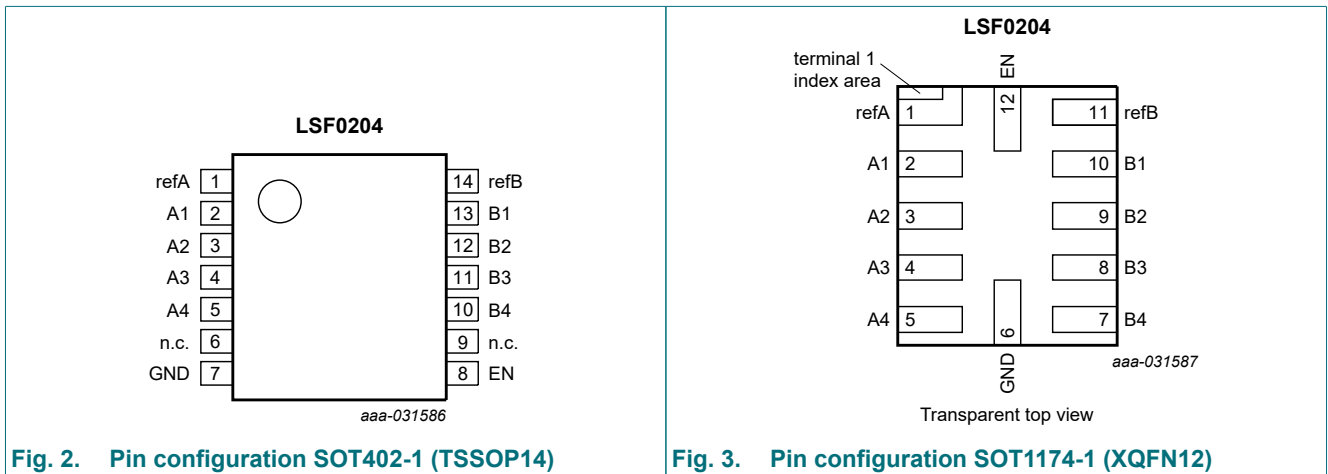 LSF0204
refA 1 14 refB
A1 2 13 B1
A2 3 12 B2
A3 4 11 B3
A4 5 10 B4
n.c. 6 9 n.c.
GND 7 8 EN
aaa-031586
Fig. 2. Pin configuration SOT402-1 (TSSOP14)
LSF0204
terminal 1
index area
EN
12
refA 1 11 refB
A1 2 10 B1
A2 3 9 B2
A3 4 8 B3
A4 5 7 B4
6
GND
aaa-031587
Transparent top view
Fig. 3. Pin configuration SOT1174-1 (XQFN12)